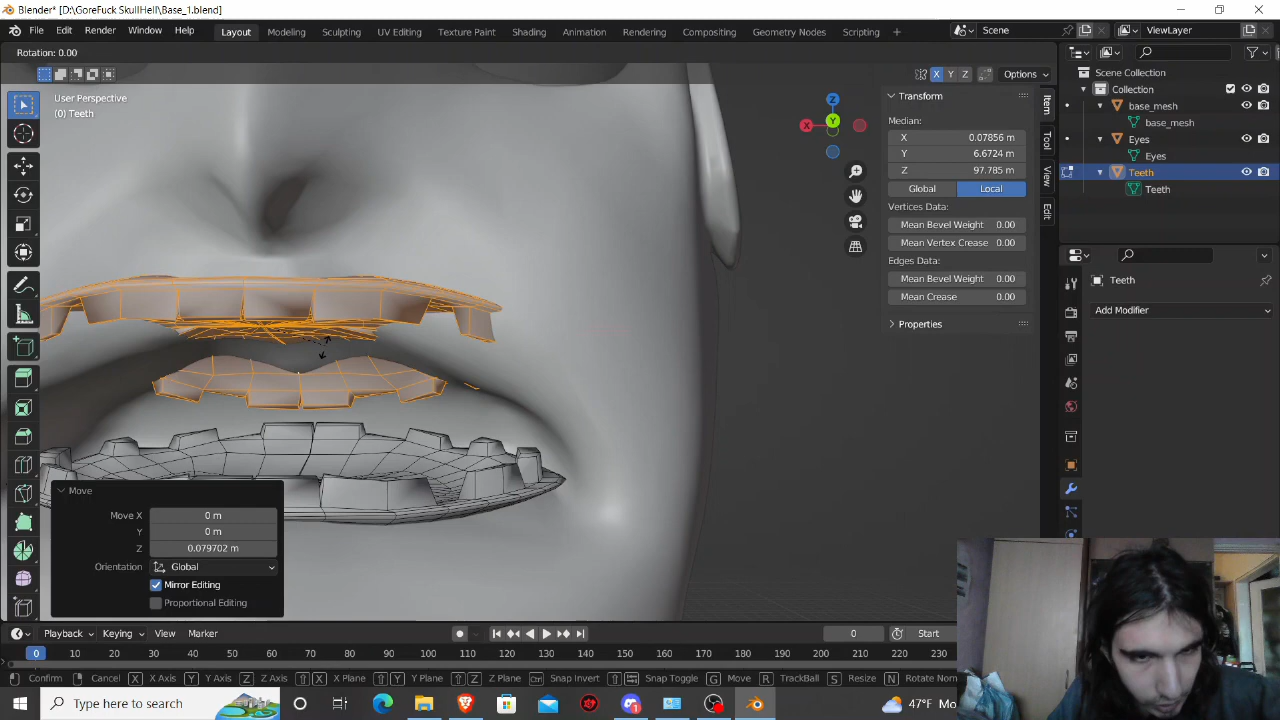 Blender* [D:\GoreFuck SkullHell\Base_1.blend]
File Edit Render Window Help Layout Modeling Sculpting UV Editing Texture Paint Shading Animation Rendering Compositing Geometry Nodes Scripting + Scene ViewLayer
Rotation: 0.00
X Y Z Options
User Perspective
(0) Teeth
Transform
Median:
X 0.07856 m
Y 6.6724 m
Z 97.785 m
Global Local
Vertices Data:
Mean Bevel Weight 0.00
Mean Vertex Crease 0.00
Edges Data:
Mean Bevel Weight 0.00
Mean Crease 0.00
Properties
Item
Tool
View
Edit
Z
Y
X
Scene Collection
Collection
base_mesh
base_mesh
Eyes
Eyes
Teeth
Teeth
Teeth
Add Modifier
Move
Move X 0 m
Y 0 m
Z 0.079702 m
Orientation Global
Mirror Editing
Proportional Editing
Playback Keying View Marker 0 Start
0 10 20 30 40 50 60 70 80 90 100 110 120 130 140 150 160 170 180 190 200 210 220 230
Confirm Cancel X X Axis Y Y Axis Z Z Axis X X Plane Y Y Plane Z Z Plane Ctrl Snap Invert Snap Toggle G Move R TrackBall S Resize N Rotate Norm
Type here to search 1 47°F Mo